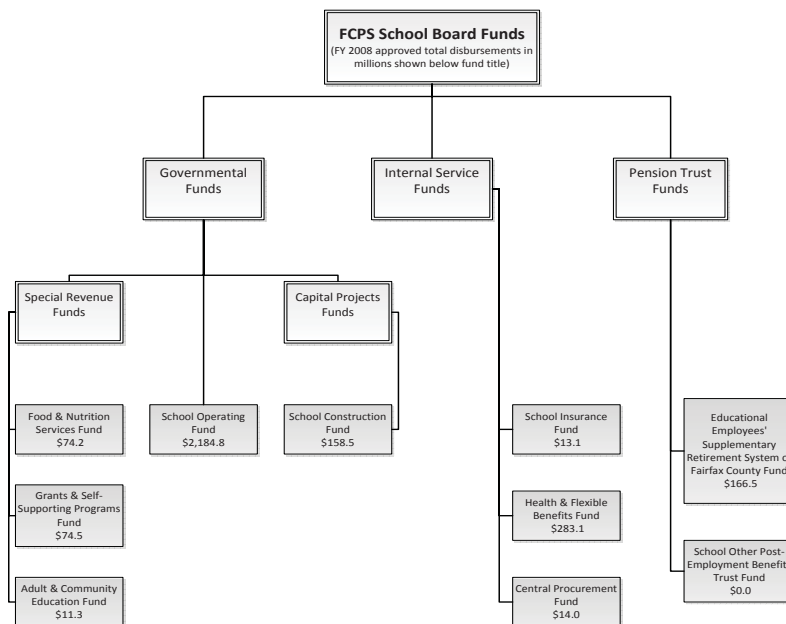 FCPS School Board Funds
(FY 2008 approved total disbursements in
millions shown below fund title)
Governmental
Funds
Internal Service
Funds
Pension Trust
Funds
Special Revenue
Funds
Capital Projects
Funds
Food & Nutrition
Services Fund
$74.2
School Operating
Fund
$2,184.8
School Construction
Fund
$158.5
School Insurance
Fund
$13.1
Educational
Employees'
Supplementary
Retirement System
Fairfax County Fund
$166.5
Grants & Self-
Supporting Programs
Fund
$74.5
Health & Flexible
Benefits Fund
$283.1
School Other Post-
Employment Benefit
Trust Fund
$0.0
Adult & Community
Education Fund
$11.3
Central Procurement
Fund
$14.0